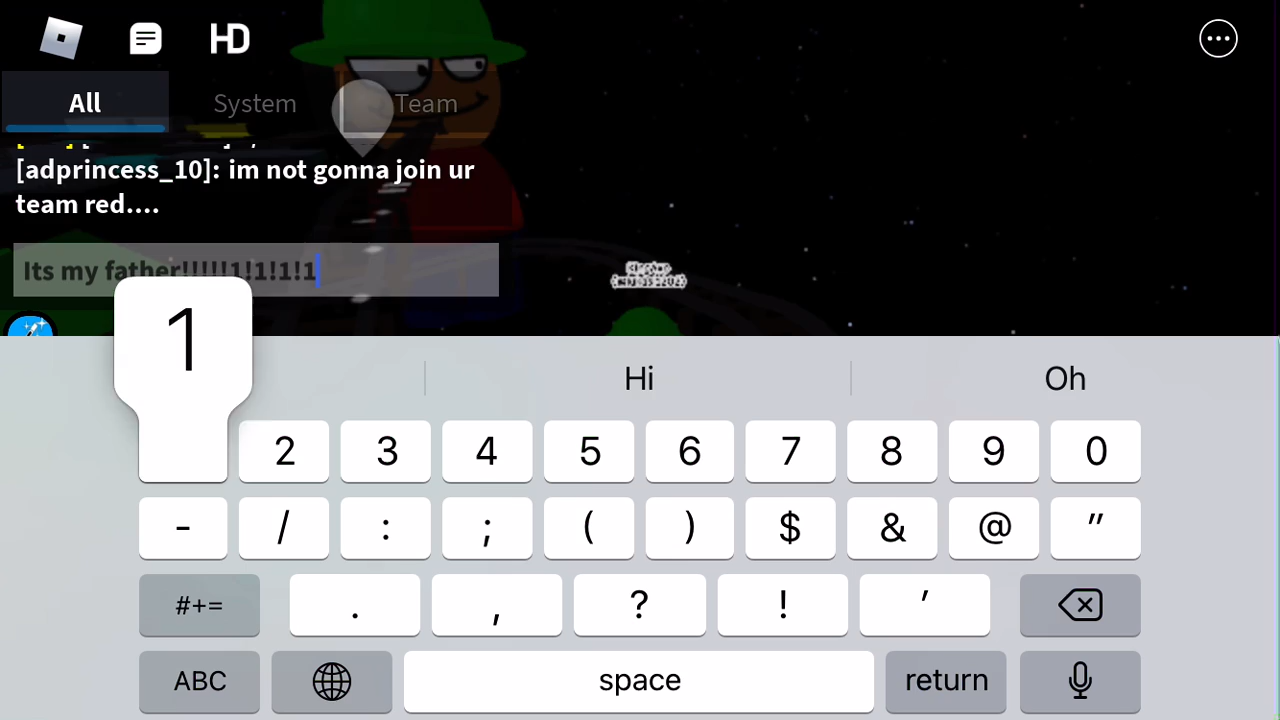 HD
All
System
Team
[adprincess_10]: im not gonna join ur
team red....
Its my father!!!!!1!1!1!1
1
Hi
Oh
2 3 4 5 6 7 8 9 0
- / : ; ( ) $ & @ "
#+= . , ? ! '
ABC space return